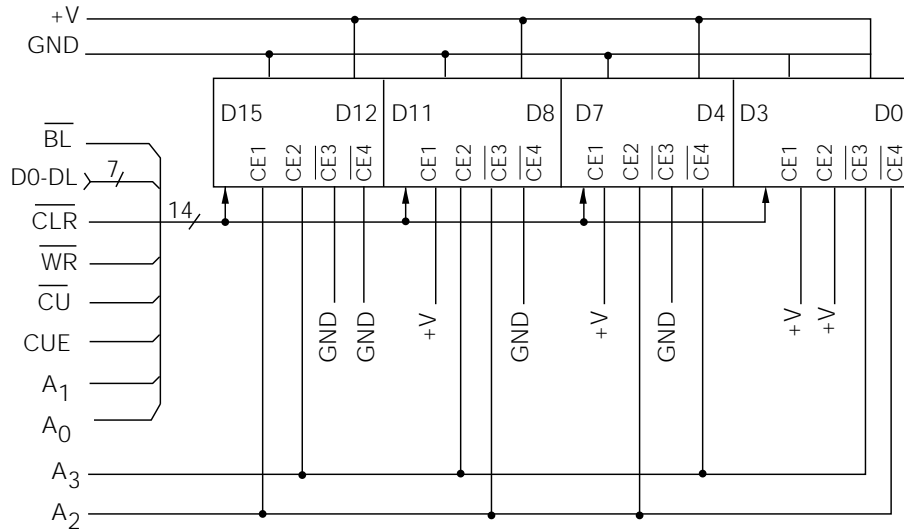 +V
GND
D15 D12 D11 D8 D7 D4 D3 D0
CE1 CE2 CE3 CE4 CE1 CE2 CE3 CE4 CE1 CE2 CE3 CE4 CE1 CE2 CE3 CE4
BL
D0-DL 7
CLR 14
WR
CU
CUE
A1
A0
GND GND +V GND +V GND +V +V
A3
A2